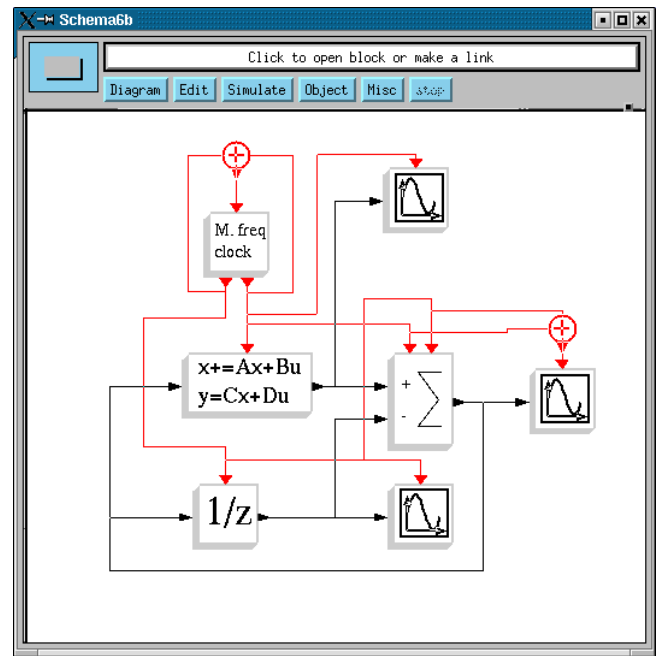 Schema6b
Click to open block or make a link
Diagram Edit Simulate Object Misc stop
M. freq
clock
x+=Ax+Bu
y=Cx+Du
+
-
Σ
1/z